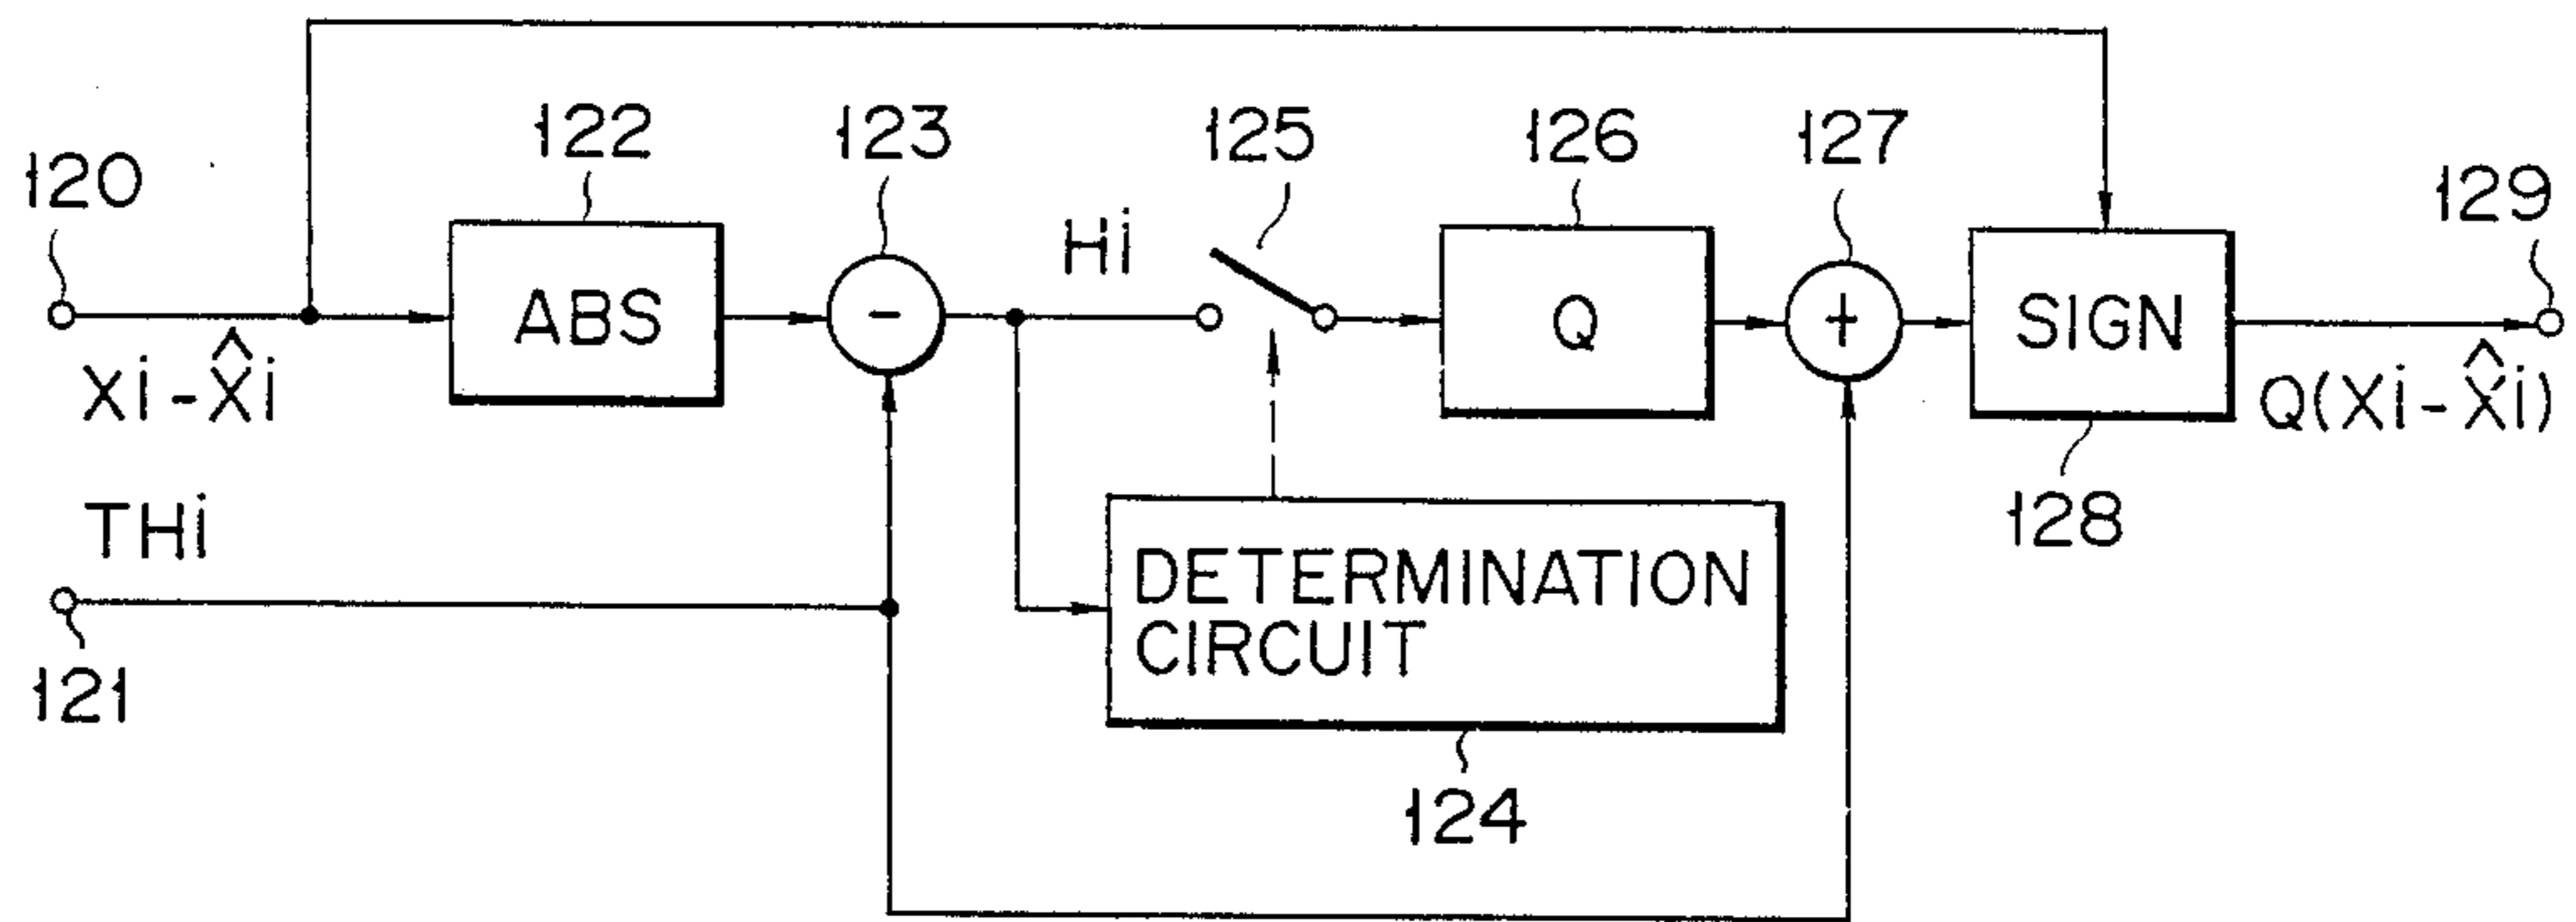 122
123
125
126
127
120
129
Hi
ABS
-
Q
+
SIGN
Xi-X̂i
Q(Xi-X̂i)
THi
128
DETERMINATION
CIRCUIT
121
124